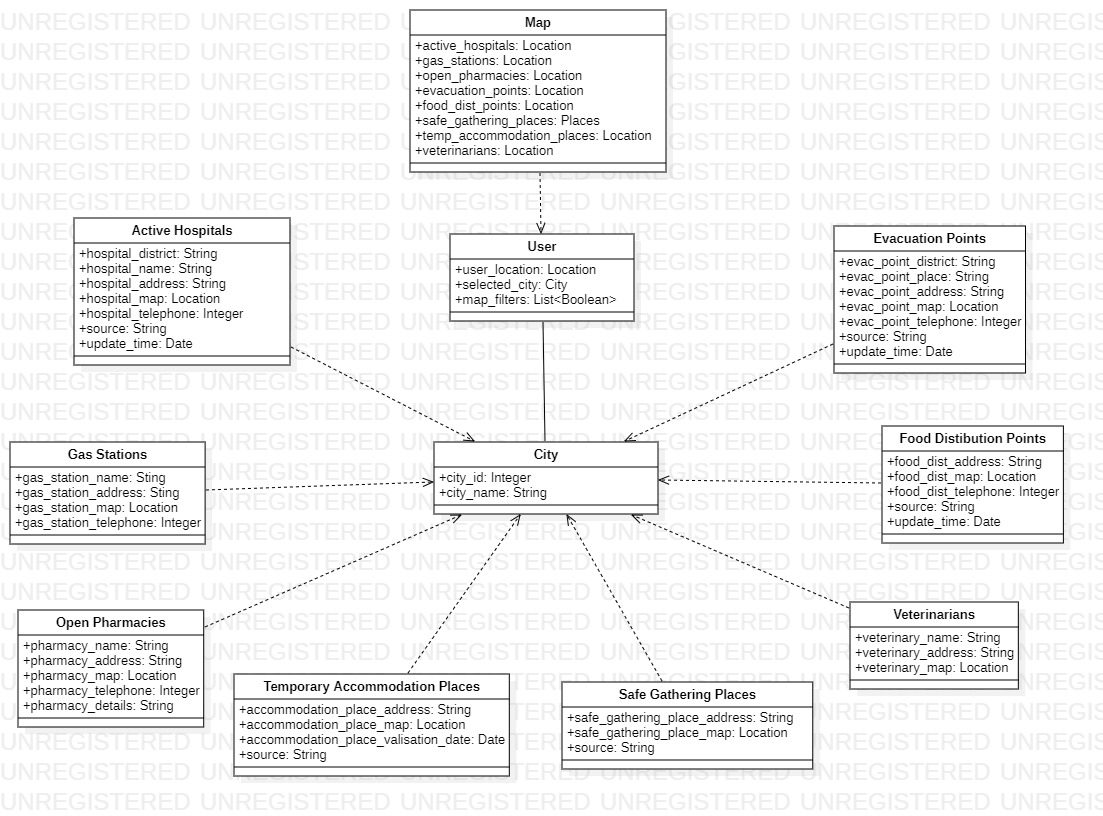 Map
+active_hospitals: Location
+gas_stations: Location
+open_pharmacies: Location
+evacuation_points: Location
+food_dist_points: Location
+safe_gathering_places: Places
+temp_accommodation_places: Location
+veterinarians: Location
Active Hospitals
+hospital_district: String
+hospital_name: String
+hospital_address: String
+hospital_map: Location
+hospital_telephone: Integer
+source: String
+update_time: Date
User
+user_location: Location
+selected_city: City
+map_filters: List<Boolean>
Evacuation Points
+evac_point_district: String
+evac_point_place: String
+evac_point_address: String
+evac_point_map: Location
+evac_point_telephone: Integer
+source: String
+update_time: Date
Gas Stations
+gas_station_name: Sting
+gas_station_address: Sting
+gas_station_map: Location
+gas_station_telephone: Integer
City
+city_id: Integer
+city_name: String
Food Distibution Points
+food_dist_address: String
+food_dist_map: Location
+food_dist_telephone: Integer
+source: String
+update_time: Date
Open Pharmacies
+pharmacy_name: String
+pharmacy_address: String
+pharmacy_map: Location
+pharmacy_telephone: Integer
+pharmacy_details: String
Temporary Accommodation Places
+accommodation_place_address: String
+accommodation_place_map: Location
+accommodation_place_valisation_date: Date
+source: String
Safe Gathering Places
+safe_gathering_place_address: String
+safe_gathering_place_map: Location
+source: String
Veterinarians
+veterinary_name: String
+veterinary_address: String
+veterinary_map: Location
UNREGISTERED